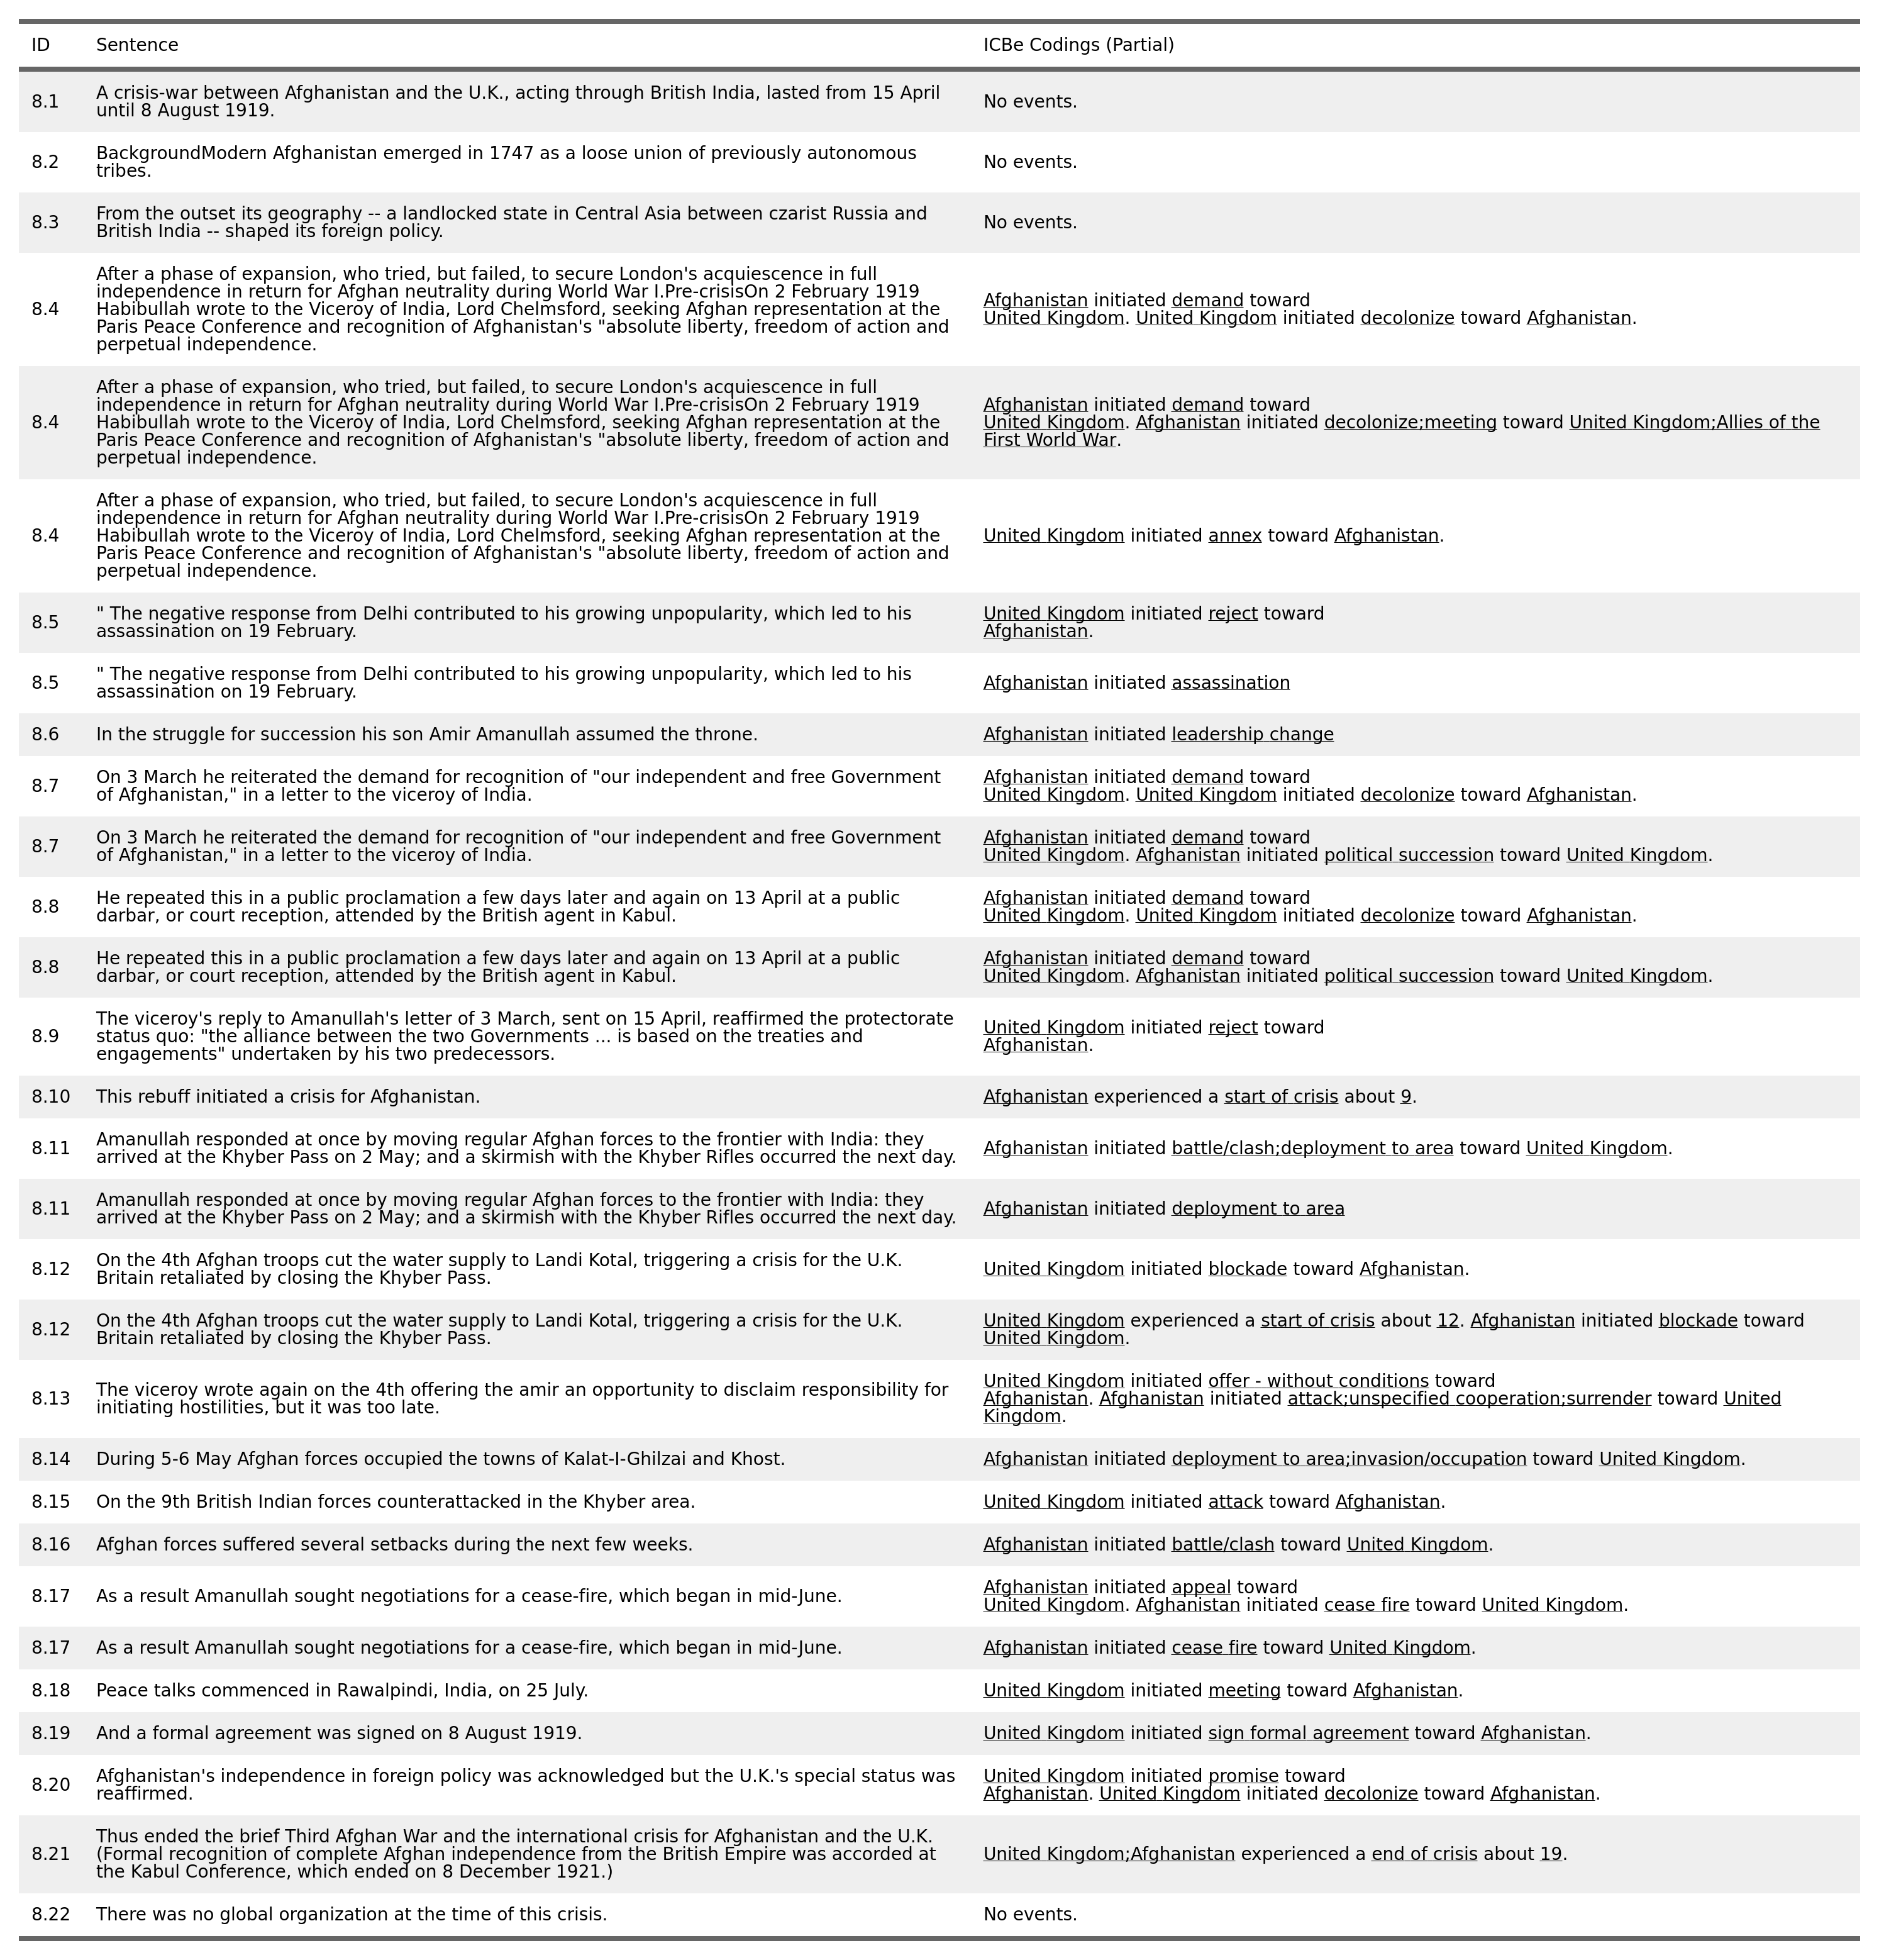 ID Sentence ICBe Codings (Partial)
8.1 A crisis-war between Afghanistan and the U.K., acting through British India, lasted from 15 April
until 8 August 1919.
No events.
8.2 BackgroundModern Afghanistan emerged in 1747 as a loose union of previously autonomous
tribes.
No events.
8.3 From the outset its geography -- a landlocked state in Central Asia between czarist Russia and
British India -- shaped its foreign policy.
No events.
8.4 After a phase of expansion, who tried, but failed, to secure London's acquiescence in full
independence in return for Afghan neutrality during World War I.Pre-crisisOn 2 February 1919
Habibullah wrote to the Viceroy of India, Lord Chelmsford, seeking Afghan representation at the
Paris Peace Conference and recognition of Afghanistan's "absolute liberty, freedom of action and
perpetual independence.
Afghanistan initiated demand toward
United Kingdom. United Kingdom initiated decolonize toward Afghanistan.
8.4 After a phase of expansion, who tried, but failed, to secure London's acquiescence in full
independence in return for Afghan neutrality during World War I.Pre-crisisOn 2 February 1919
Habibullah wrote to the Viceroy of India, Lord Chelmsford, seeking Afghan representation at the
Paris Peace Conference and recognition of Afghanistan's "absolute liberty, freedom of action and
perpetual independence.
Afghanistan initiated demand toward
United Kingdom. Afghanistan initiated decolonize;meeting toward United Kingdom;Allies of the
First World War.
8.4 After a phase of expansion, who tried, but failed, to secure London's acquiescence in full
independence in return for Afghan neutrality during World War I.Pre-crisisOn 2 February 1919
Habibullah wrote to the Viceroy of India, Lord Chelmsford, seeking Afghan representation at the
Paris Peace Conference and recognition of Afghanistan's "absolute liberty, freedom of action and
perpetual independence.
United Kingdom initiated annex toward Afghanistan.
8.5 " The negative response from Delhi contributed to his growing unpopularity, which led to his
assassination on 19 February.
United Kingdom initiated reject toward
Afghanistan.
8.5 " The negative response from Delhi contributed to his growing unpopularity, which led to his
assassination on 19 February.
Afghanistan initiated assassination
8.6 In the struggle for succession his son Amir Amanullah assumed the throne.
Afghanistan initiated leadership change
8.7 On 3 March he reiterated the demand for recognition of "our independent and free Government
of Afghanistan," in a letter to the viceroy of India.
Afghanistan initiated demand toward
United Kingdom. United Kingdom initiated decolonize toward Afghanistan.
8.7 On 3 March he reiterated the demand for recognition of "our independent and free Government
of Afghanistan," in a letter to the viceroy of India.
Afghanistan initiated demand toward
United Kingdom. Afghanistan initiated political succession toward United Kingdom.
8.8 He repeated this in a public proclamation a few days later and again on 13 April at a public
darbar, or court reception, attended by the British agent in Kabul.
Afghanistan initiated demand toward
United Kingdom. United Kingdom initiated decolonize toward Afghanistan.
8.8 He repeated this in a public proclamation a few days later and again on 13 April at a public
darbar, or court reception, attended by the British agent in Kabul.
Afghanistan initiated demand toward
United Kingdom. Afghanistan initiated political succession toward United Kingdom.
8.9 The viceroy's reply to Amanullah's letter of 3 March, sent on 15 April, reaffirmed the protectorate
status quo: "the alliance between the two Governments ... is based on the treaties and
engagements" undertaken by his two predecessors.
United Kingdom initiated reject toward
Afghanistan.
8.10 This rebuff initiated a crisis for Afghanistan.
Afghanistan experienced a start of crisis about 9.
8.11 Amanullah responded at once by moving regular Afghan forces to the frontier with India: they
arrived at the Khyber Pass on 2 May; and a skirmish with the Khyber Rifles occurred the next day.
Afghanistan initiated battle/clash;deployment to area toward United Kingdom.
8.11 Amanullah responded at once by moving regular Afghan forces to the frontier with India: they
arrived at the Khyber Pass on 2 May; and a skirmish with the Khyber Rifles occurred the next day.
Afghanistan initiated deployment to area
8.12 On the 4th Afghan troops cut the water supply to Landi Kotal, triggering a crisis for the U.K.
Britain retaliated by closing the Khyber Pass.
United Kingdom initiated blockade toward Afghanistan.
8.12 On the 4th Afghan troops cut the water supply to Landi Kotal, triggering a crisis for the U.K.
Britain retaliated by closing the Khyber Pass.
United Kingdom experienced a start of crisis about 12. Afghanistan initiated blockade toward
United Kingdom.
8.13 The viceroy wrote again on the 4th offering the amir an opportunity to disclaim responsibility for
initiating hostilities, but it was too late.
United Kingdom initiated offer - without conditions toward
Afghanistan. Afghanistan initiated attack;unspecified cooperation;surrender toward United
Kingdom.
8.14 During 5-6 May Afghan forces occupied the towns of Kalat-I-Ghilzai and Khost.
Afghanistan initiated deployment to area;invasion/occupation toward United Kingdom.
8.15 On the 9th British Indian forces counterattacked in the Khyber area.
United Kingdom initiated attack toward Afghanistan.
8.16 Afghan forces suffered several setbacks during the next few weeks.
Afghanistan initiated battle/clash toward United Kingdom.
8.17 As a result Amanullah sought negotiations for a cease-fire, which began in mid-June.
Afghanistan initiated appeal toward
United Kingdom. Afghanistan initiated cease fire toward United Kingdom.
8.17 As a result Amanullah sought negotiations for a cease-fire, which began in mid-June.
Afghanistan initiated cease fire toward United Kingdom.
8.18 Peace talks commenced in Rawalpindi, India, on 25 July.
United Kingdom initiated meeting toward Afghanistan.
8.19 And a formal agreement was signed on 8 August 1919.
United Kingdom initiated sign formal agreement toward Afghanistan.
8.20 Afghanistan's independence in foreign policy was acknowledged but the U.K.'s special status was
reaffirmed.
United Kingdom initiated promise toward
Afghanistan. United Kingdom initiated decolonize toward Afghanistan.
8.21 Thus ended the brief Third Afghan War and the international crisis for Afghanistan and the U.K.
(Formal recognition of complete Afghan independence from the British Empire was accorded at
the Kabul Conference, which ended on 8 December 1921.)
United Kingdom;Afghanistan experienced a end of crisis about 19.
8.22 There was no global organization at the time of this crisis.
No events.